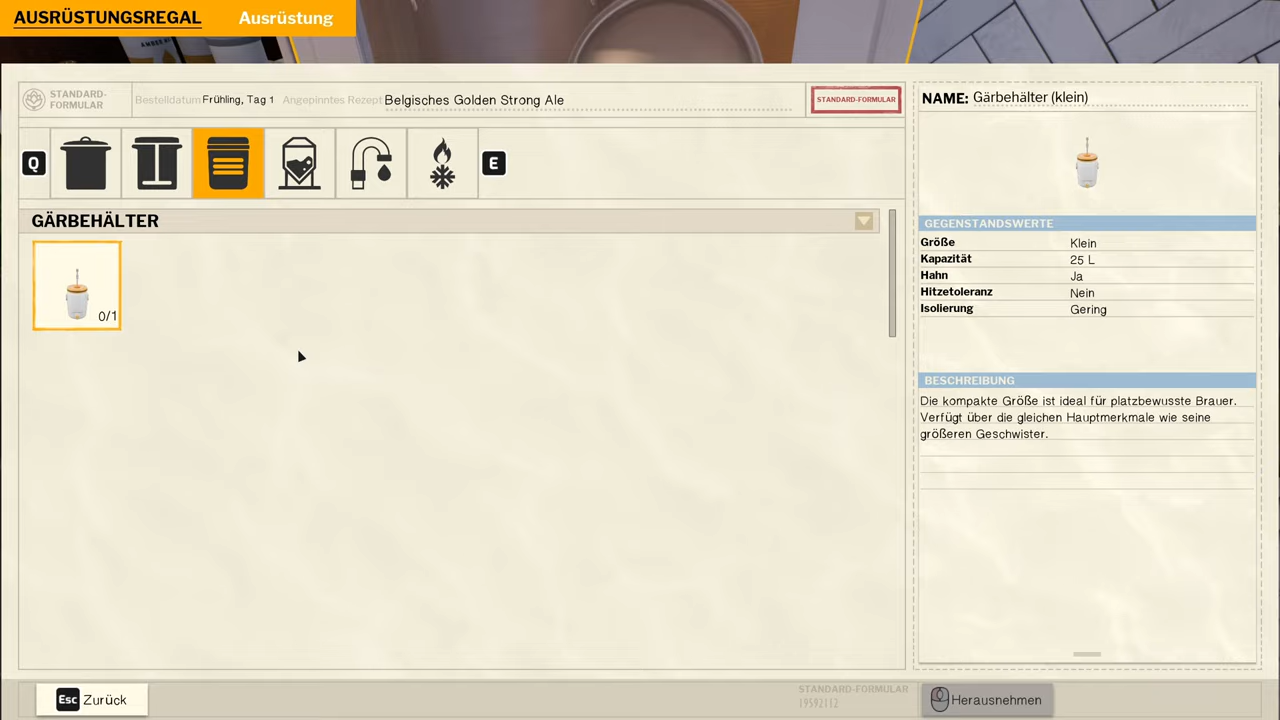 AUSRÜSTUNGSREGAL Ausrüstung
STANDARD-
FORMULAR
Bestelldatum Frühling, Tag 1 Angepinntes Rezept Belgisches Golden Strong Ale
STANDARD-FORMULAR
Q
E
GÄRBEHÄLTER
0/1
NAME: Gärbehälter (klein)
GEGENSTANDSWERTE
Größe Klein
Kapazität 25 L
Hahn Ja
Hitzetoleranz Nein
Isolierung Gering
BESCHREIBUNG
Die kompakte Größe ist ideal für platzbewusste Brauer.
Verfügt über die gleichen Hauptmerkmale wie seine
größeren Geschwister.
Esc Zurück
STANDARD-FORMULAR
19592112
Herausnehmen